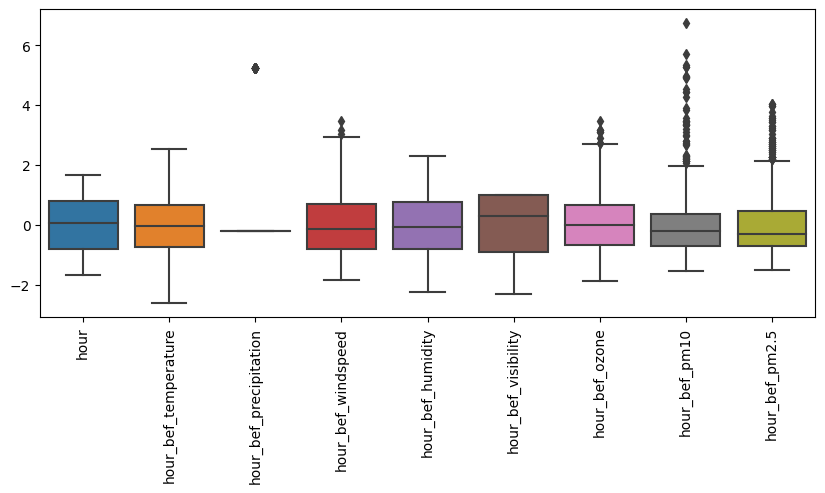 6
4
2
0
−2
hour
hour_bef_temperature
hour_bef_precipitation
hour_bef_windspeed
hour_bef_humidity
hour_bef_visibility
hour_bef_ozone
hour_bef_pm10
hour_bef_pm2.5